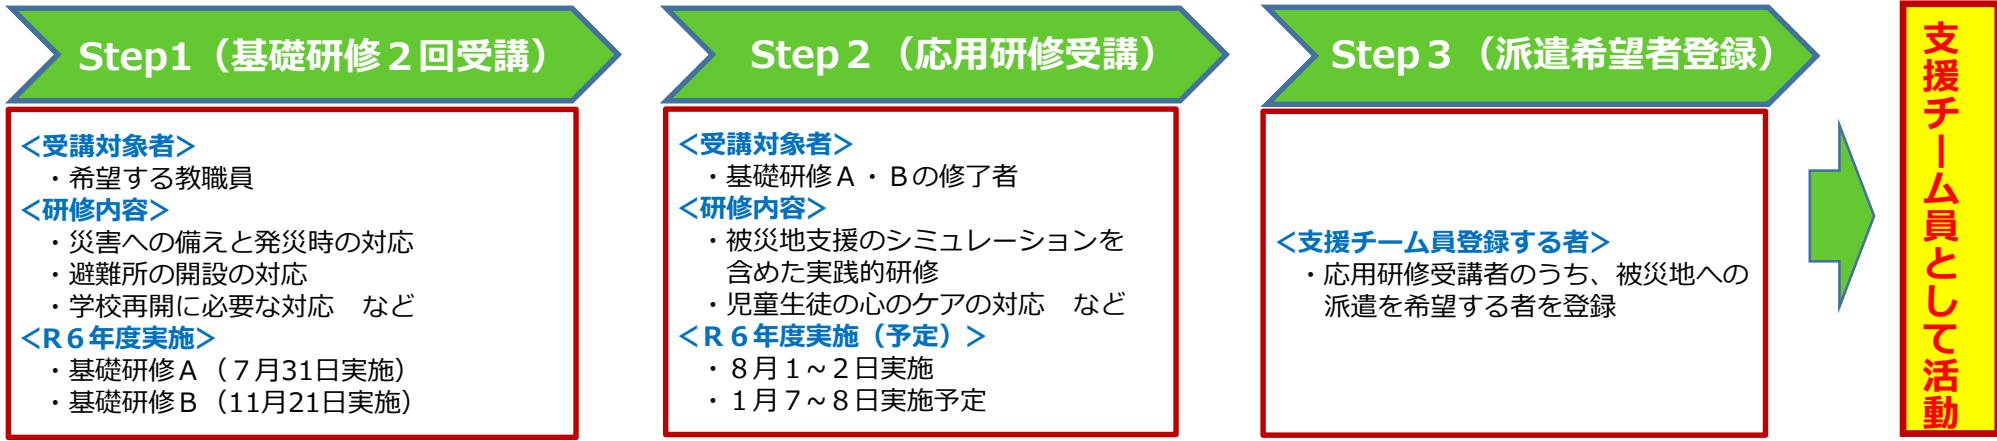 Step1（基礎研修２回受講）
＜受講対象者＞
・希望する教職員
＜研修内容＞
・災害への備えと発災時の対応
・避難所の開設の対応
・学校再開に必要な対応　など
＜R６年度実施＞
・基礎研修Ａ（７月31日実施）
・基礎研修Ｂ（11月21日実施）
Step２（応用研修受講）
＜受講対象者＞
・基礎研修Ａ・Ｂの修了者
＜研修内容＞
・被災地支援のシミュレーションを
含めた実践的研修
・児童生徒の心のケアの対応　など
＜Ｒ６年度実施（予定）＞
・８月１～２日実施
・１月７～８日実施予定
Step３（派遣希望者登録）
＜支援チーム員登録する者＞
・応用研修受講者のうち、被災地への
派遣を希望する者を登録
支援チーム員として活動